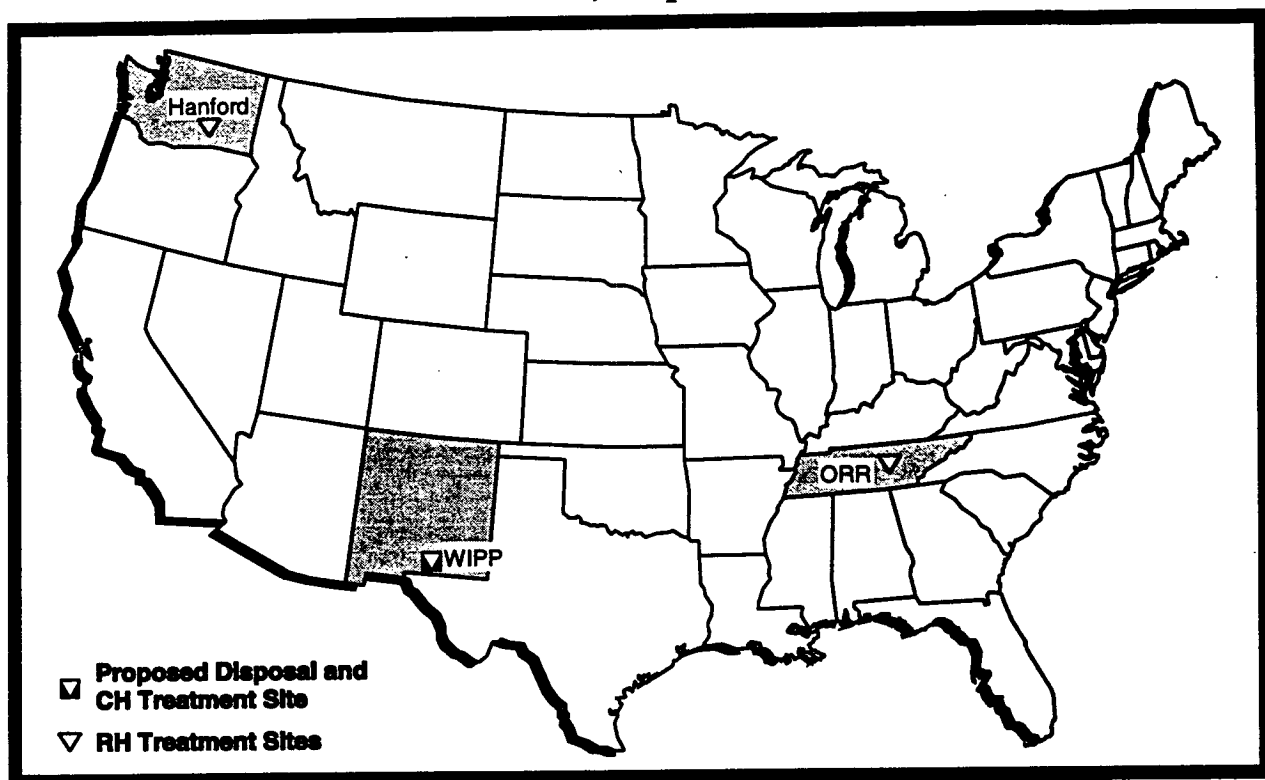 Hanford
ORR
WIPP
Proposed Disposal and
CH Treatment Site
RH Treatment Sites